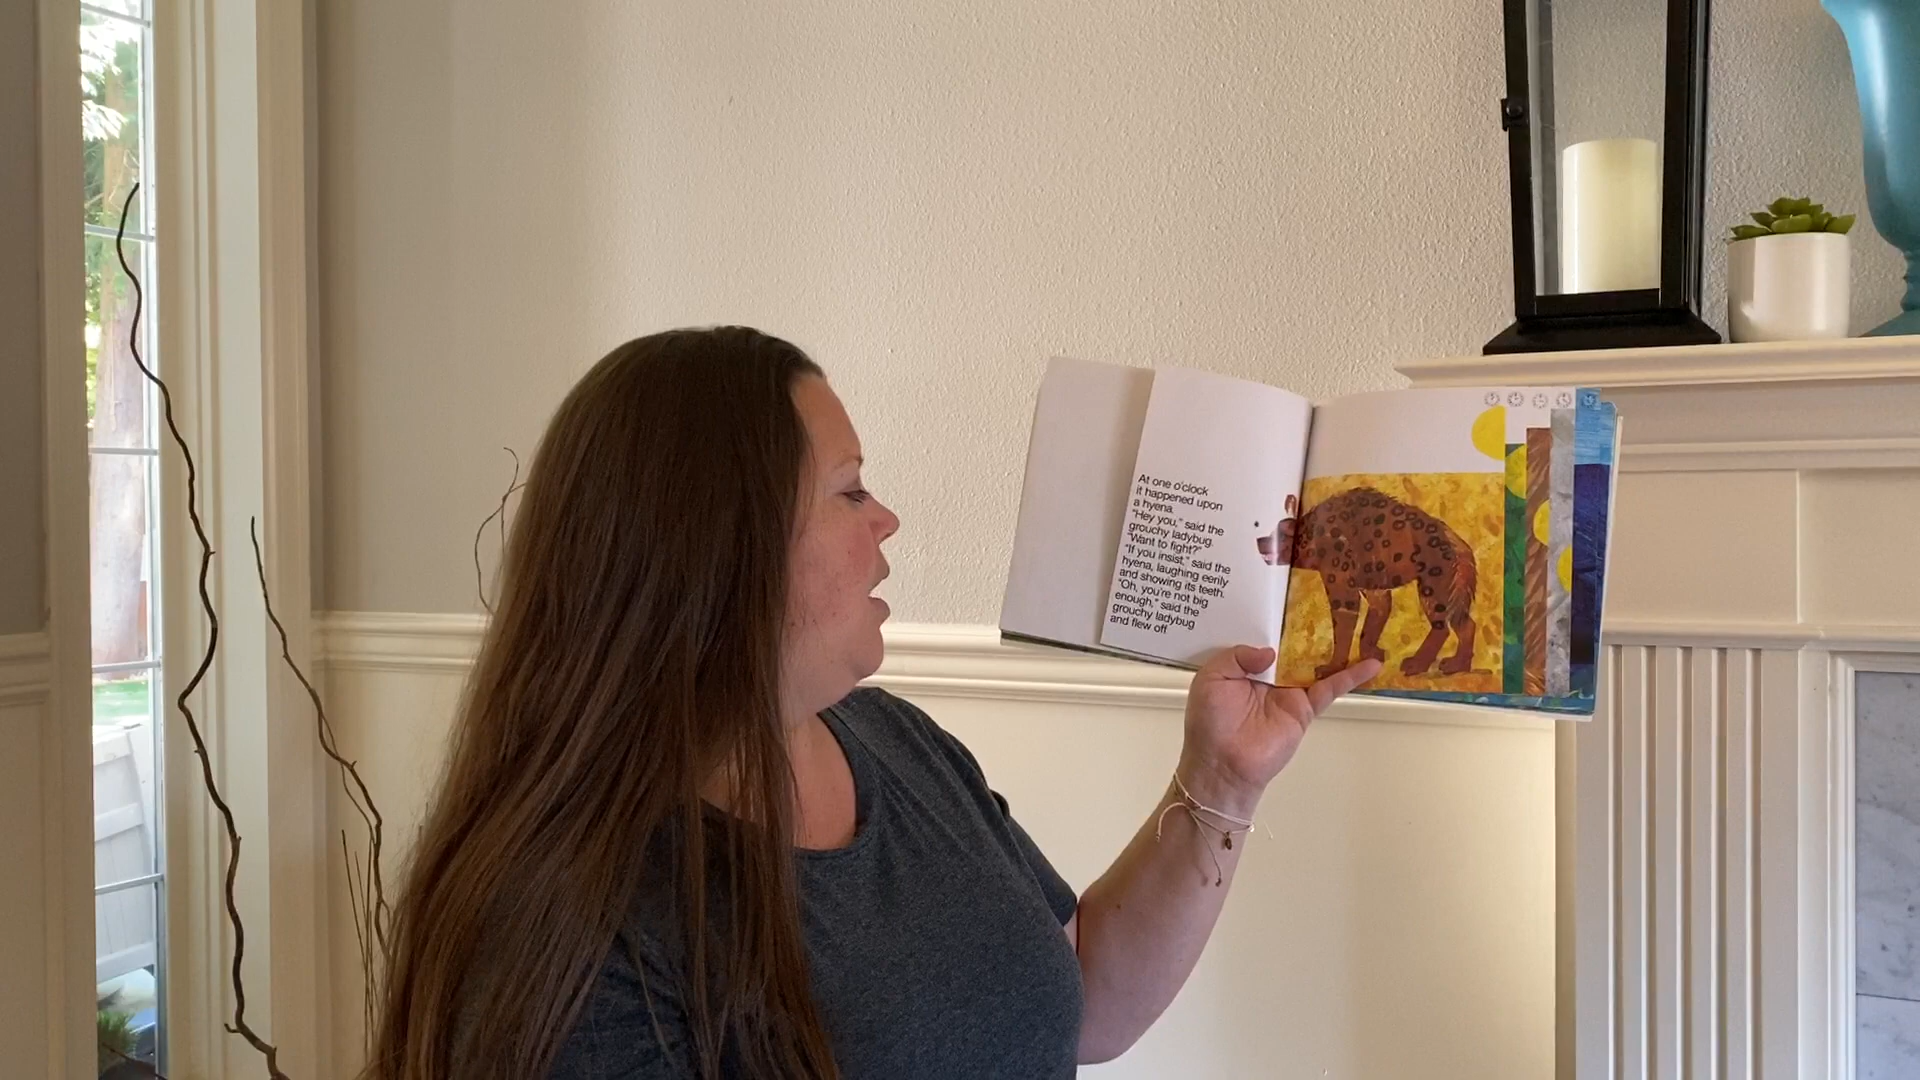 At one o'clock
it happened upon
a hyena.
"Hey you," said the
grouchy ladybug.
"Want to fight?"
"If you insist," said the
hyena, laughing eerily
and showing its teeth.
"Oh, you're not big
enough," said the
grouchy ladybug
and flew off